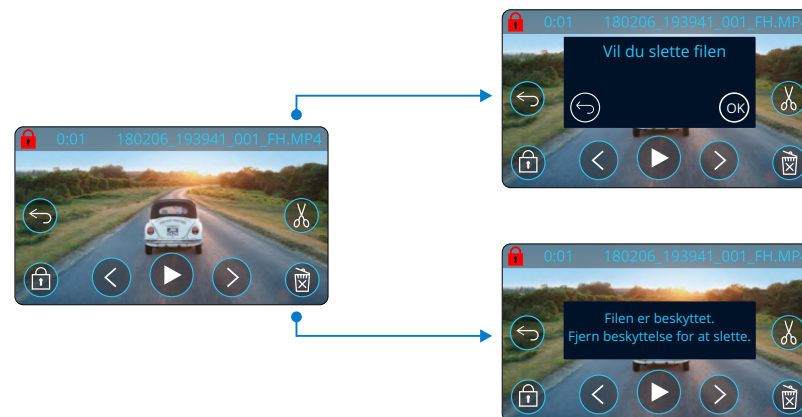 0:01 180206_193941_001_FH.MP4
0:01 180206_193941_001_FH.MP
Vil du slette filen
OK
0:01 180206_193941_001_FH.MP
Filen er beskyttet.
Fjern beskyttelse for at slette.